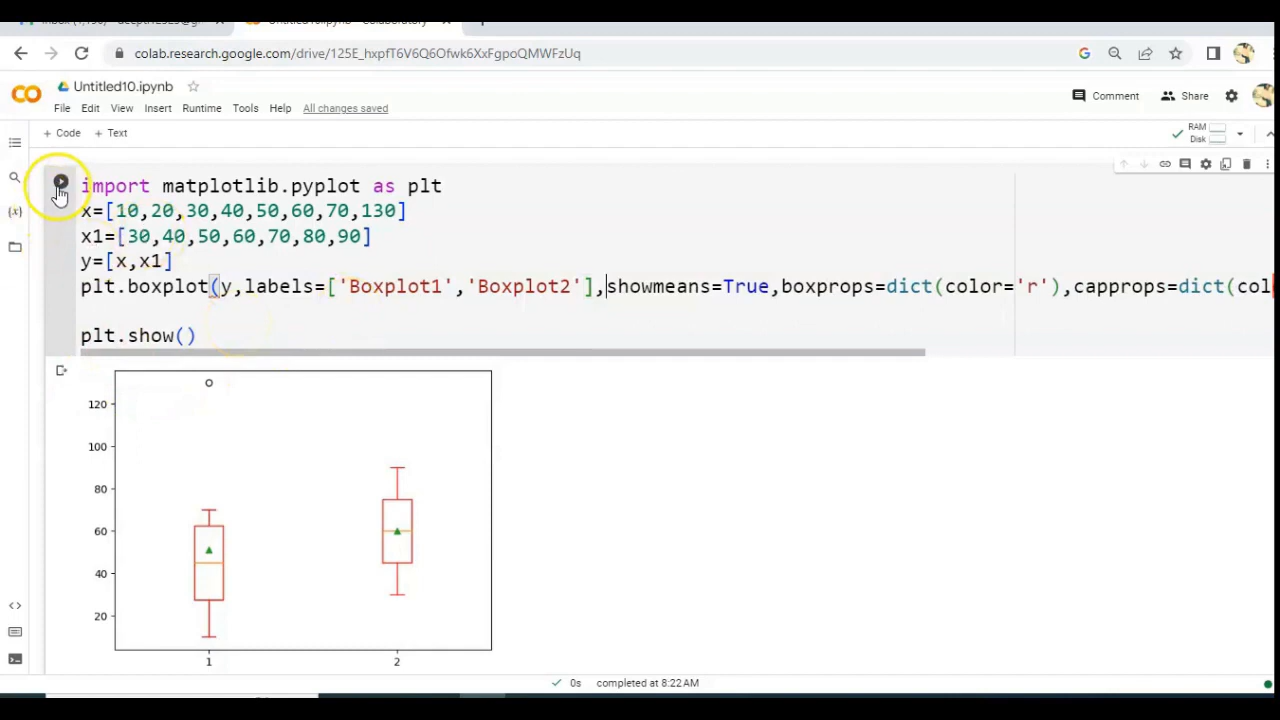 colab.research.google.com/drive/125E_hxpfT6V6Q6Ofwk6XxFgpoQMWFzUq
Untitled10.ipynb
Comment
Share
File Edit View Insert Runtime Tools Help All changes saved
+ Code + Text
RAM
Disk
import matplotlib.pyplot as plt
x=[10,20,30,40,50,60,70,130]
x1=[30,40,50,60,70,80,90]
y=[x,x1]
plt.boxplot(y,labels=['Boxplot1','Boxplot2'],showmeans=True,boxprops=dict(color='r'),capprops=dict(col
plt.show()
120
100
80
60
40
20
1 2
0s completed at 8:22 AM